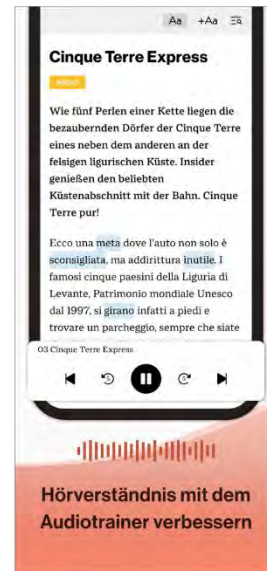 Aa +Aa
Cinque Terre Express
MEDIO
Wie fünf Perlen einer Kette liegen die
bezaubernden Dörfer der Cinque Terre
eines neben dem anderen an der
felsigen ligurischen Küste. Insider
genießen den beliebten
Küstenabschnitt mit der Bahn. Cinque
Terre pur!
Ecco una meta dove l'auto non solo è
sconsigliata, ma addirittura inutile. I
famosi cinque paesini della Liguria di
Levante, Patrimonio mondiale Unesco
dal 1997, si girano infatti a piedi e
trovare un parcheggio, sempre che siate
03 Cinque Terre Express
Hörverständnis mit dem
Audiotrainer verbessern